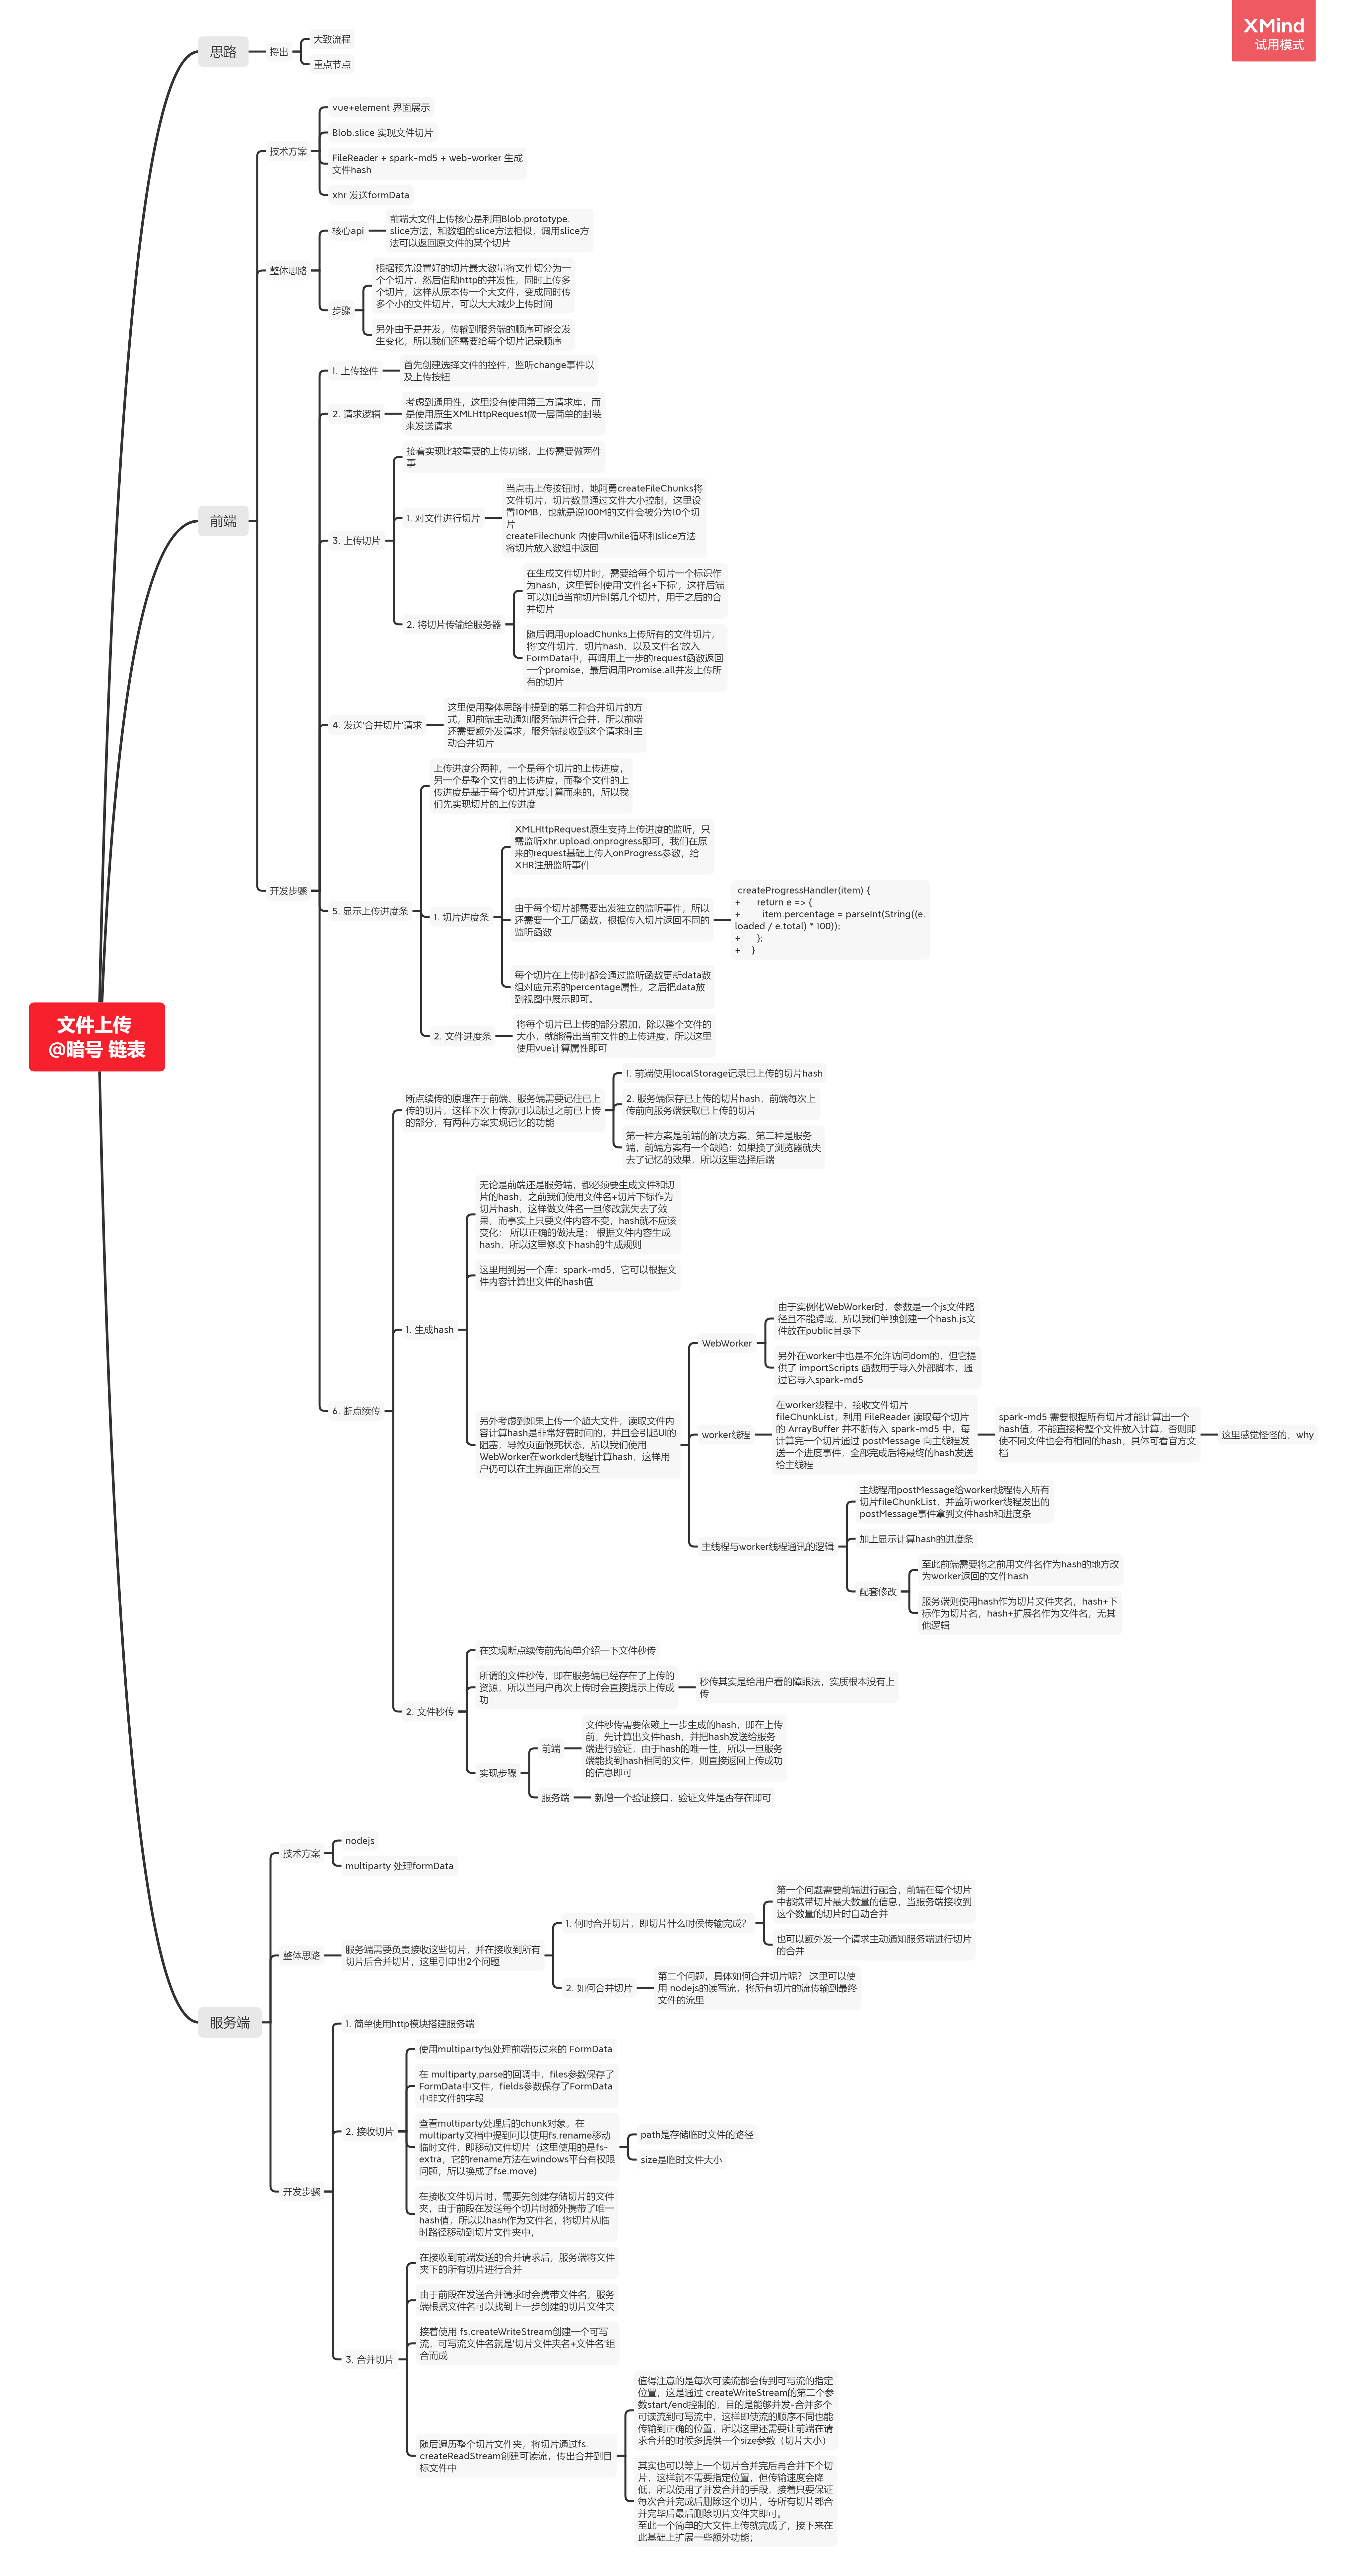 XMind
试用模式
文件上传
@暗号 链表
思路
捋出
大致流程
重点节点
前端
技术方案
vue+element 界面展示
Blob.slice 实现文件切片
FileReader + spark-md5 + web-worker 生成
文件hash
xhr 发送formData
整体思路
核心api
前端大文件上传核心是利用Blob.prototype.
slice方法，和数组的slice方法相似，调用slice方
法可以返回原文件的某个切片
步骤
根据预先设置好的切片最大数量将文件切分为一
个个切片，然后借助http的并发性，同时上传多
个切片，这样从原本传一个大文件，变成同时传
多个小的文件切片，可以大大减少上传时间
另外由于是并发，传输到服务端的顺序可能会发
生变化，所以我们还需要给每个切片记录顺序
开发步骤
1. 上传控件
首先创建选择文件的控件，监听change事件以
及上传按钮
2. 请求逻辑
考虑到通用性，这里没有使用第三方请求库，而
是使用原生XMLHttpRequest做一层简单的封装
来发送请求
3. 上传切片
接着实现比较重要的上传功能，上传需要做两件
事
1. 对文件进行切片
当点击上传按钮时，地阿勇createFileChunks将
文件切片，切片数量通过文件大小控制，这里设
置10MB，也就是说100M的文件会被分为10个切
片
createFilechunk 内使用while循环和slice方法
将切片放入数组中返回
2. 将切片传输给服务器
在生成文件切片时，需要给每个切片一个标识作
为hash，这里暂时使用'文件名+下标'，这样后端
可以知道当前切片时第几个切片，用于之后的合
并切片
随后调用uploadChunks上传所有的文件切片，
将'文件切片、切片hash、以及文件名'放入
FormData中，再调用上一步的request函数返回
一个promise，最后调用Promise.all并发上传所
有的切片
4. 发送'合并切片'请求
这里使用整体思路中提到的第二种合并切片的方
式，即前端主动通知服务端进行合并，所以前端
还需要额外发请求，服务端接收到这个请求时主
动合并切片
5. 显示上传进度条
上传进度分两种，一个是每个切片的上传进度，
另一个是整个文件的上传进度，而整个文件的上
传进度是基于每个切片进度计算而来的，所以我
们先实现切片的上传进度
1. 切片进度条
XMLHttpRequest原生支持上传进度的监听，只
需监听xhr.upload.onprogress即可，我们在原
来的request基础上传入onProgress参数，给
XHR注册监听事件
由于每个切片都需要出发独立的监听事件，所以
还需要一个工厂函数，根据传入切片返回不同的
监听函数
createProgressHandler(item) {
+ return e => {
+ item.percentage = parseInt(String((e.
loaded / e.total) * 100));
+ };
+ }
每个切片在上传时都会通过监听函数更新data数
组对应元素的percentage属性，之后把data放
到视图中展示即可。
2. 文件进度条
将每个切片已上传的部分累加，除以整个文件的
大小，就能得出当前文件的上传进度，所以这里
使用vue计算属性即可
6. 断点续传
断点续传的原理在于前端、服务端需要记住已上
传的切片，这样下次上传就可以跳过之前已上传
的部分，有两种方案实现记忆的功能
1. 前端使用localStorage记录已上传的切片hash
2. 服务端保存已上传的切片hash，前端每次上
传前向服务端获取已上传的切片
第一种方案是前端的解决方案，第二种是服务
端，前端方案有一个缺陷：如果换了浏览器就失
去了记忆的效果，所以这里选择后端
1. 生成hash
无论是前端还是服务端，都必须要生成文件和切
片的hash，之前我们使用文件名+切片下标作为
切片hash，这样做文件名一旦修改就失去了效
果，而事实上只要文件内容不变，hash就不应该
变化； 所以正确的做法是： 根据文件内容生成
hash，所以这里修改下hash的生成规则
这里用到另一个库：spark-md5，它可以根据文
件内容计算出文件的hash值
另外考虑到如果上传一个超大文件，读取文件内
容计算hash是非常好费时间的，并且会引起UI的
阻塞，导致页面假死状态，所以我们使用
WebWorker在workder线程计算hash，这样用
户仍可以在主界面正常的交互
WebWorker
由于实例化WebWorker时，参数是一个js文件路
径且不能跨域，所以我们单独创建一个hash.js文
件放在public目录下
另外在worker中也是不允许访问dom的，但它提
供了 importScripts 函数用于导入外部脚本，通
过它导入spark-md5
worker线程
在worker线程中，接收文件切片
fileChunkList，利用 FileReader 读取每个切片
的 ArrayBuffer 并不断传入 spark-md5 中，每
计算完一个切片通过 postMessage 向主线程发
送一个进度事件，全部完成后将最终的hash发送
给主线程
spark-md5 需要根据所有切片才能计算出一个
hash值，不能直接将整个文件放入计算，否则即
使不同文件也会有相同的hash，具体可看官方文
档
这里感觉怪怪的，why
主线程与worker线程通讯的逻辑
主线程用postMessage给worker线程传入所有
切片fileChunkList，并监听worker线程发出的
postMessage事件拿到文件hash和进度条
加上显示计算hash的进度条
配套修改
至此前端需要将之前用文件名作为hash的地方改
为worker返回的文件hash
服务端则使用hash作为切片文件夹名，hash+下
标作为切片名，hash+扩展名作为文件名，无其
他逻辑
2. 文件秒传
在实现断点续传前先简单介绍一下文件秒传
所谓的文件秒传，即在服务端已经存在了上传的
资源，所以当用户再次上传时会直接提示上传成
功
秒传其实是给用户看的障眼法，实质根本没有上
传
实现步骤
前端
文件秒传需要依赖上一步生成的hash，即在上传
前，先计算出文件hash，并把hash发送给服务
端进行验证，由于hash的唯一性，所以一旦服务
端能找到hash相同的文件，则直接返回上传成功
的信息即可
服务端
新增一个验证接口，验证文件是否存在即可
服务端
技术方案
nodejs
multiparty 处理formData
整体思路
服务端需要负责接收这些切片，并在接收到所有
切片后合并切片，这里引申出2个问题
1. 何时合并切片，即切片什么时侯传输完成？
第一个问题需要前端进行配合，前端在每个切片
中都携带切片最大数量的信息，当服务端接收到
这个数量的切片时自动合并
也可以额外发一个请求主动通知服务端进行切片
的合并
2. 如何合并切片
第二个问题，具体如何合并切片呢？ 这里可以使
用 nodejs的读写流，将所有切片的流传输到最终
文件的流里
开发步骤
1. 简单使用http模块搭建服务端
2. 接收切片
使用multiparty包处理前端传过来的 FormData
在 multiparty.parse的回调中，files参数保存了
FormData中文件，fields参数保存了FormData
中非文件的字段
查看multiparty处理后的chunk对象，在
multiparty文档中提到可以使用fs.rename移动
临时文件，即移动文件切片（这里使用的是fs-
extra，它的rename方法在windows平台有权限
问题，所以换成了fse.move)
path是存储临时文件的路径
size是临时文件大小
在接收文件切片时，需要先创建存储切片的文件
夹，由于前段在发送每个切片时额外携带了唯一
hash值，所以以hash作为文件名，将切片从临
时路径移动到切片文件夹中，
3. 合并切片
在接收到前端发送的合并请求后，服务端将文件
夹下的所有切片进行合并
由于前段在发送合并请求时会携带文件名，服务
端根据文件名可以找到上一步创建的切片文件夹
接着使用 fs.createWriteStream创建一个可写
流，可写流文件名就是'切片文件夹名+文件名'组
合而成
随后遍历整个切片文件夹，将切片通过fs.
createReadStream创建可读流，传出合并到目
标文件中
值得注意的是每次可读流都会传到可写流的指定
位置，这是通过 createWriteStream的第二个参
数start/end控制的，目的是能够并发-合并多个
可读流到可写流中，这样即使流的顺序不同也能
传输到正确的位置，所以这里还需要让前端在请
求合并的时候多提供一个size参数（切片大小）
其实也可以等上一个切片合并完后再合并下个切
片，这样就不需要指定位置，但传输速度会降
低，所以使用了并发合并的手段，接着只要保证
每次合并完成后删除这个切片，等所有切片都合
并完毕后最后删除切片文件夹即可。
至此一个简单的大文件上传就完成了，接下来在
此基础上扩展一些额外功能；